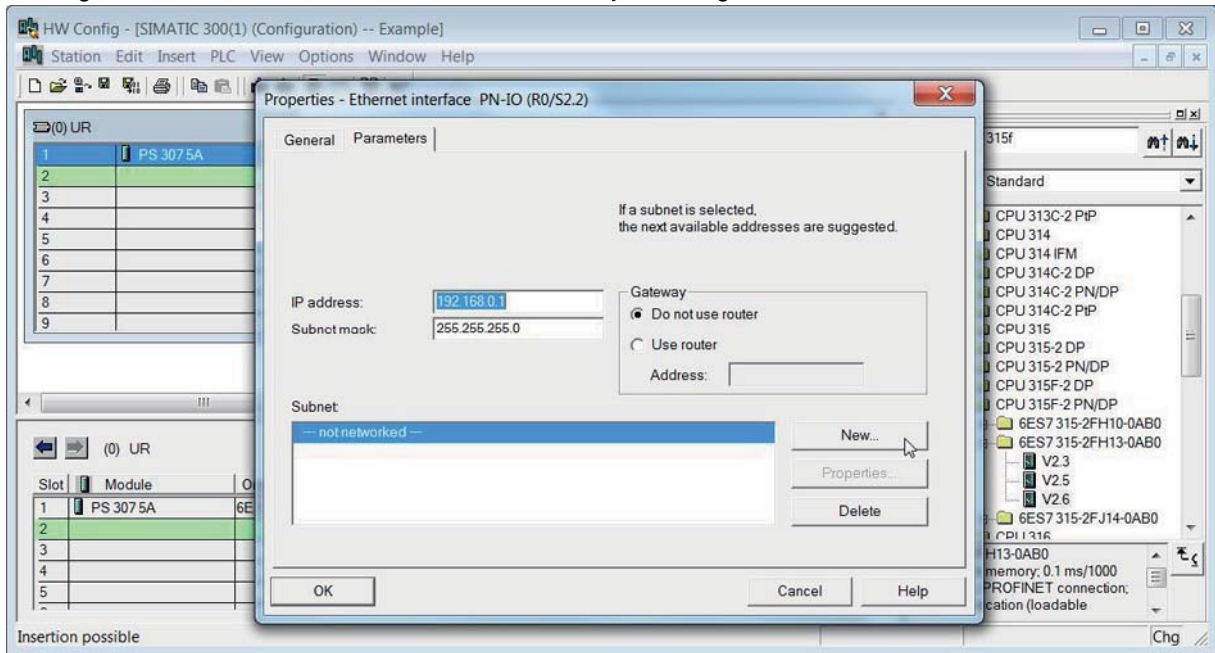 HW Config - [SIMATIC 300(1) (Configuration) -- Example]
Station Edit Insert PLC View Options Window Help
Properties - Ethernet interface PN-IO (R0/S2.2)
General Parameters
If a subnet is selected,
the next available addresses are suggested.
IP address: 192.168.0.1
Subnet mask: 255.255.255.0
Gateway
Do not use router
Use router
Address:
Subnet:
--- not networked ---
New...
Properties...
Delete
OK Cancel Help
(0) UR
1 PS 307 5A
2
3
4
5
6
7
8
9
(0) UR
Slot Module
1 PS 307 5A 6E
2
3
4
5
315f
Standard
CPU 313C-2 PtP
CPU 314
CPU 314 IFM
CPU 314C-2 DP
CPU 314C-2 PN/DP
CPU 314C-2 PtP
CPU 315
CPU 315-2 DP
CPU 315-2 PN/DP
CPU 315F-2 DP
CPU 315F-2 PN/DP
6ES7 315-2FH10-0AB0
6ES7 315-2FH13-0AB0
V2.3
V2.5
V2.6
6ES7 315-2FJ14-0AB0
CPU 316
H13-0AB0
memory; 0.1 ms/1000
PROFINET connection;
cation (loadable
Insertion possible
Chg